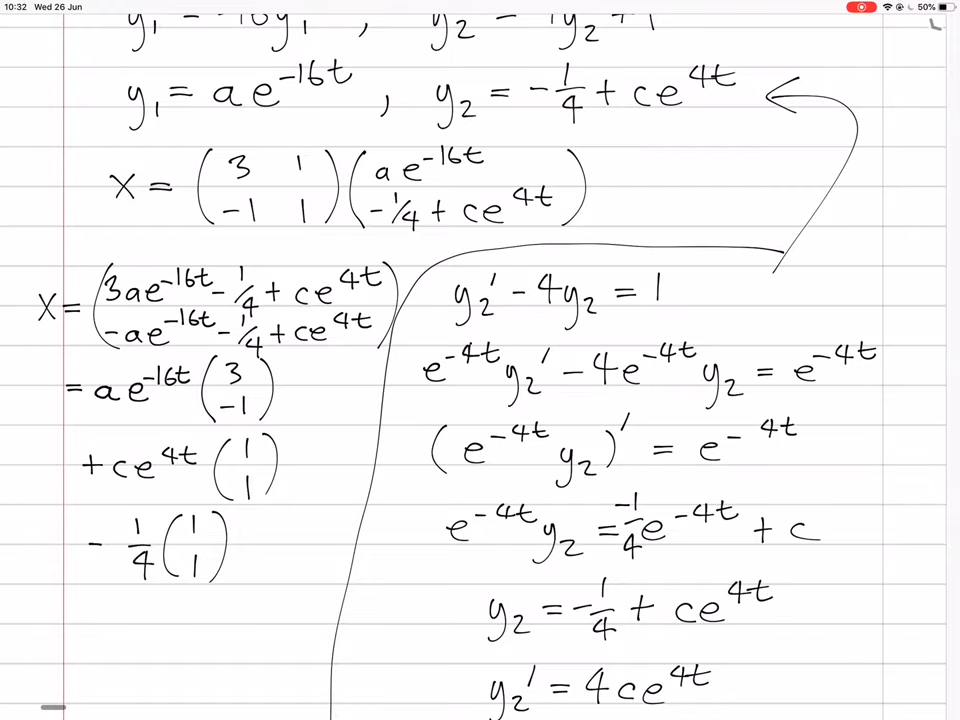 10:32 Wed 26 Jun 50%
y₁ = ae^{-16t} , y₂ = -1/4 + ce^{4t}
X = (3 1; -1 1)(ae^{-16t}; -1/4 + ce^{4t})
X = (3ae^{-16t} - 1/4 + ce^{4t}; -ae^{-16t} - 1/4 + ce^{4t})
= ae^{-16t} (3; -1)
+ ce^{4t} (1; 1)
- 1/4 (1; 1)
y₂' - 4y₂ = 1
e^{-4t} y₂' - 4e^{-4t} y₂ = e^{-4t}
(e^{-4t} y₂)' = e^{-4t}
e^{-4t} y₂ = -1/4 e^{-4t} + c
y₂ = -1/4 + ce^{4t}
y₂' = 4ce^{4t}